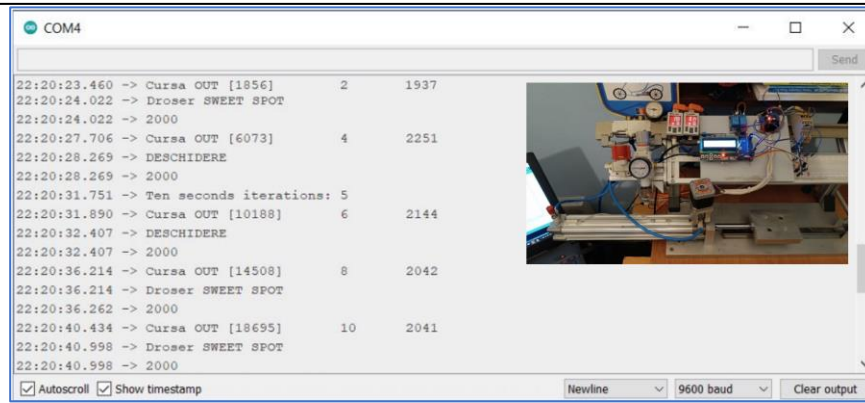 COM4
Send
22:20:23.460 -> Cursa OUT [1856] 2 1937
22:20:24.022 -> Droser SWEET SPOT
22:20:24.022 -> 2000
22:20:27.706 -> Cursa OUT [6073] 4 2251
22:20:28.269 -> DESCHIDERE
22:20:28.269 -> 2000
22:20:31.751 -> Ten seconds iterations: 5
22:20:31.890 -> Cursa OUT [10188] 6 2144
22:20:32.407 -> DESCHIDERE
22:20:32.407 -> 2000
22:20:36.214 -> Cursa OUT [14508] 8 2042
22:20:36.214 -> Droser SWEET SPOT
22:20:36.262 -> 2000
22:20:40.434 -> Cursa OUT [18695] 10 2041
22:20:40.998 -> Droser SWEET SPOT
22:20:40.998 -> 2000
Autoscroll Show timestamp Newline 9600 baud Clear output